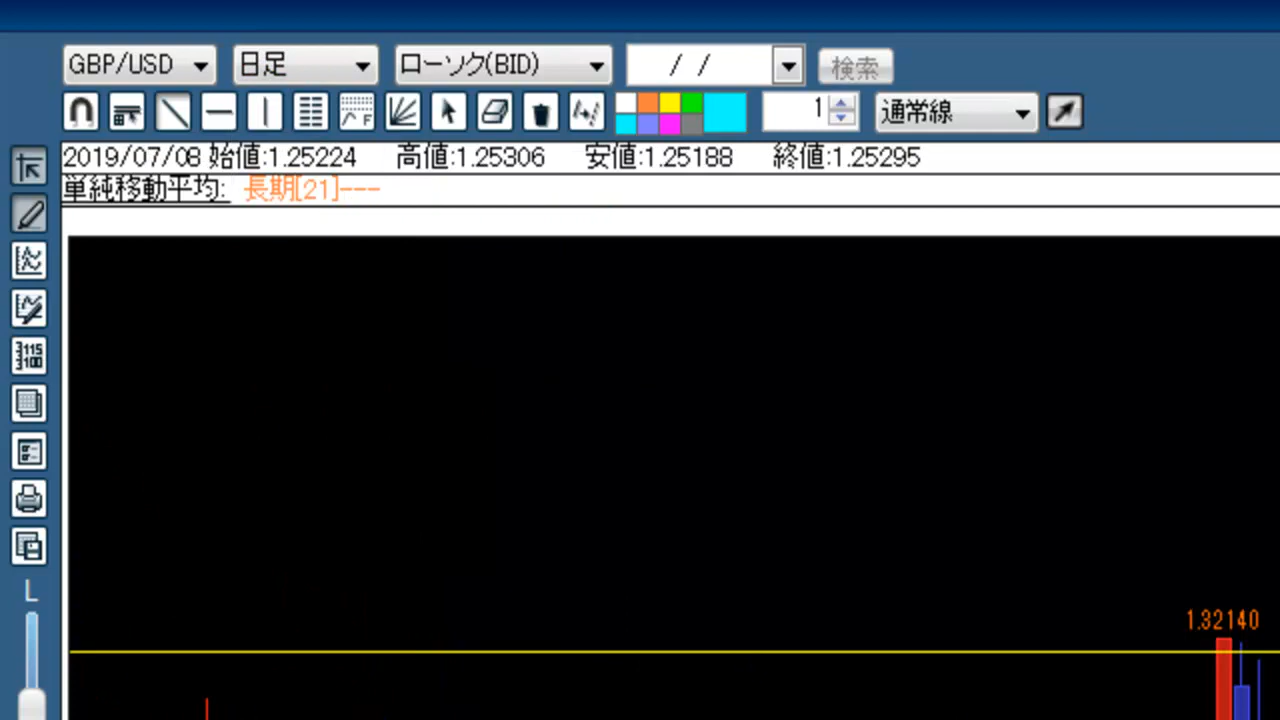 GBP/USD 日足 ローソク(BID) / / 検索
F 1 通常線
2019/07/08 始値:1.25224 高値:1.25306 安値:1.25188 終値:1.25295
単純移動平均: 長期[21]---
115
100
L
1.32140